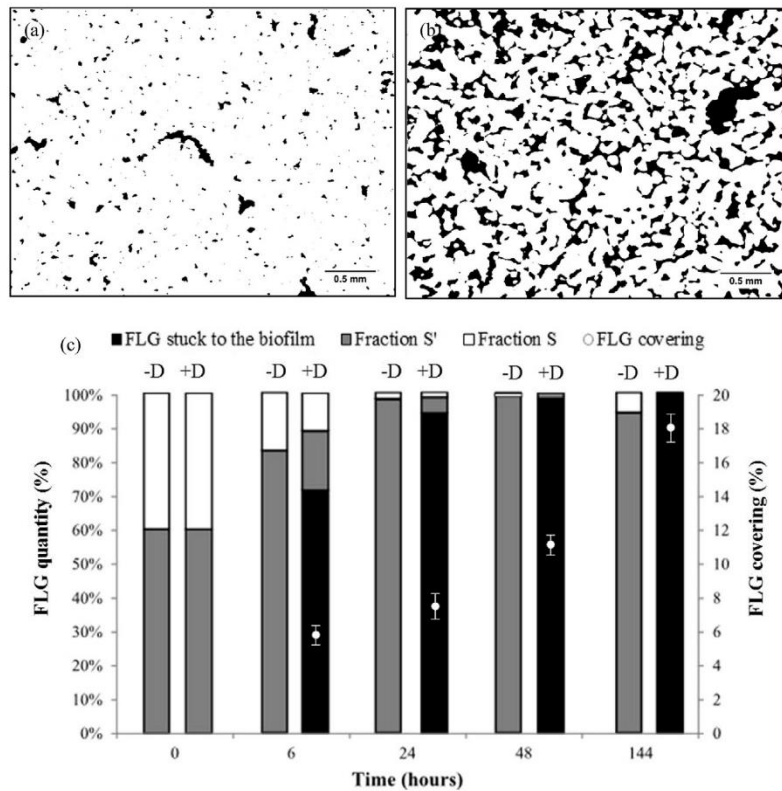 (a)
0.5 mm
(b)
0.5 mm
(c)
FLG stuck to the biofilm Fraction S' Fraction S FLG covering
-D +D -D +D -D +D -D +D -D +D
100% 20
90% 18
80% 16
70% 14
60% 12
50% 10
40% 8
30% 6
20% 4
10% 2
0% 0
FLG quantity (%)
FLG covering (%)
0 6 24 48 144
Time (hours)